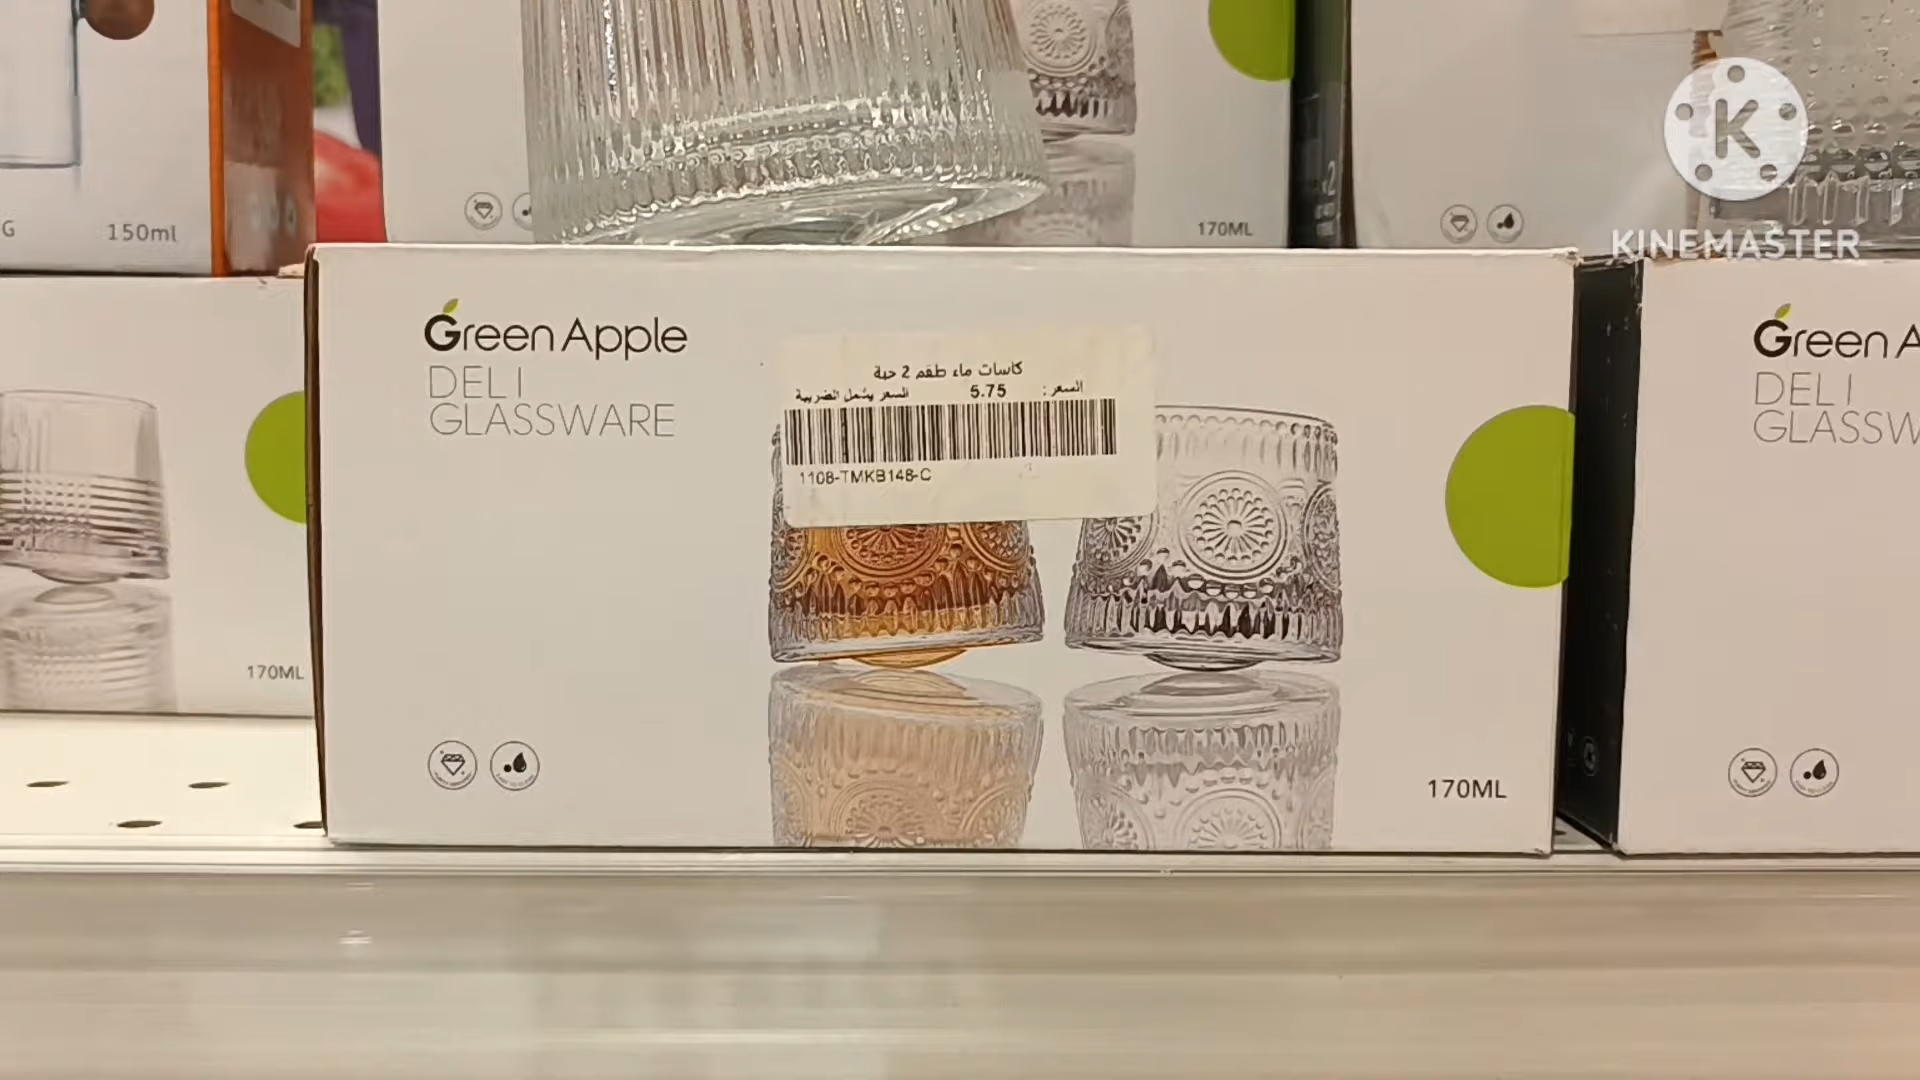 G
150ml
170ML
KINEMASTER
Green Apple
DELI
GLASSWARE
كاسات ماء طقم 2 حبة
السعر : 5.75 السعر يشمل الضريبة
1108-TMKB148-C
170ML
170ML
Green A
DELI
GLASSW